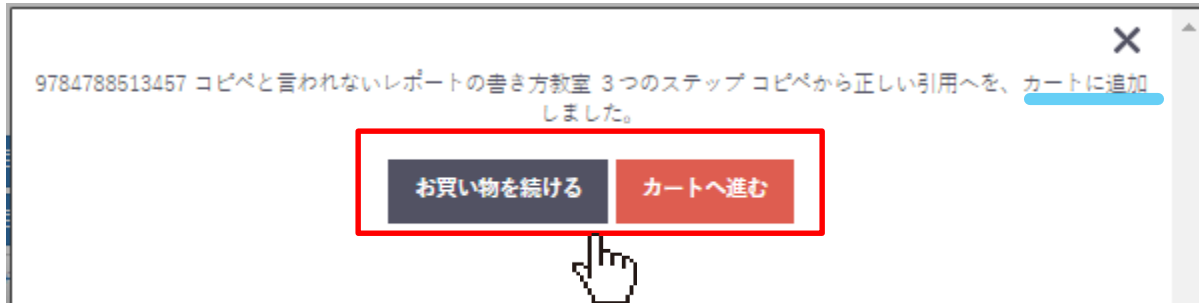 9784788513457 コピペと言われないレポートの書き方教室 ３つのステップ コピペから正しい引用へを、カートに追加
しました。
お買い物を続ける カートへ進む